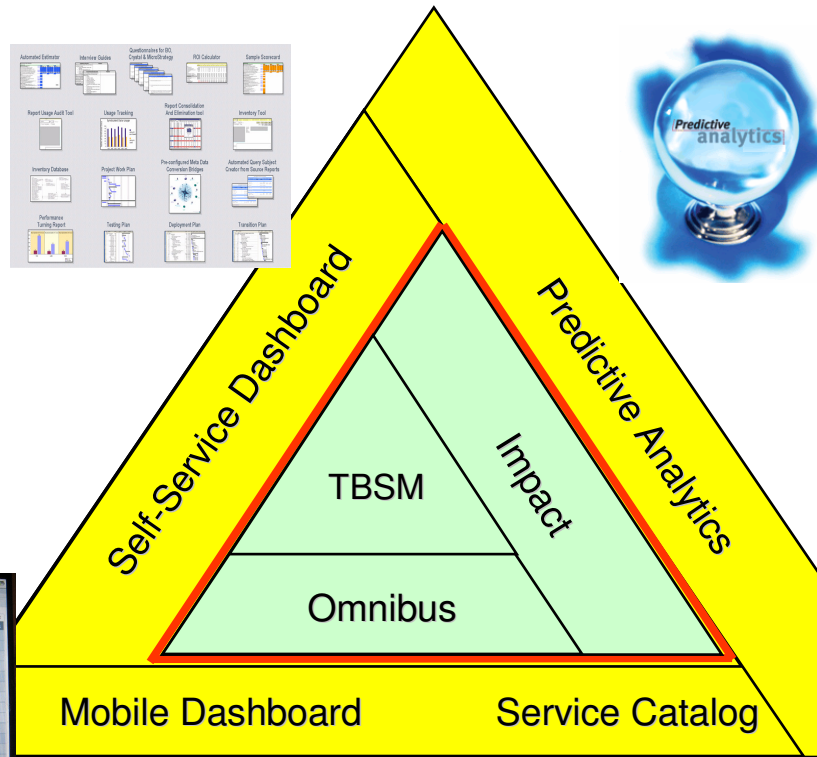 Questionnaire for BO,
Automated Estimator
Interview Guides
Crystal & MicroStrategy
ROI Calculator
Sample Scorecard
Report Usage Audit Tool
Usage Tracking
Report Consolidation
And Elimination tool
Inventory Tool
Inventory Database
Project Work Plan
Pre-configured Meta Data
Conversion Bridges
Automated Query Subject
Creator from Source Reports
Performance
Turning Report
Testing Plan
Deployment Plan
Transition Plan
Predictive
analytics
Self-Service Dashboard
Predictive Analytics
TBSM
Impact
Omnibus
Mobile Dashboard
Service Catalog